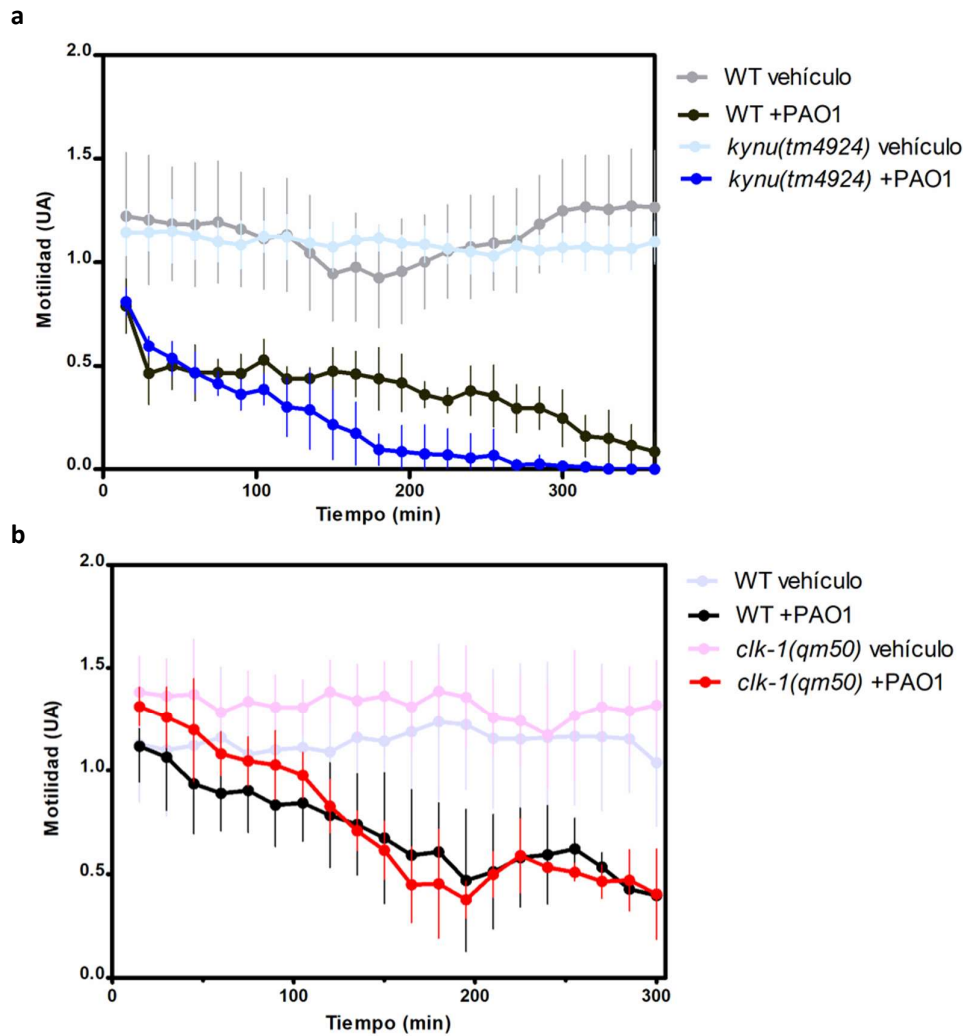 a
2.0
1.5
1.0
0.5
0.0
Motilidad (UA)
0 100 200 300
Tiempo (min)
WT vehículo
WT +PAO1
kynu(tm4924) vehículo
kynu(tm4924) +PAO1
b
2.0
1.5
1.0
0.5
0.0
Motilidad (UA)
0 100 200 300
Tiempo (min)
WT vehículo
WT +PAO1
clk-1(qm50) vehículo
clk-1(qm50) +PAO1